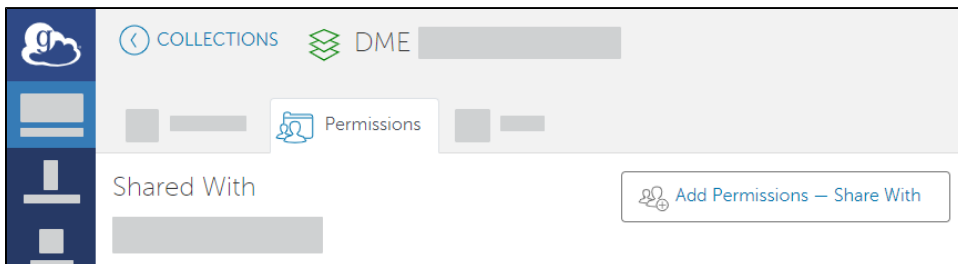 g
COLLECTIONS DME
Permissions
Shared With
Add Permissions — Share With